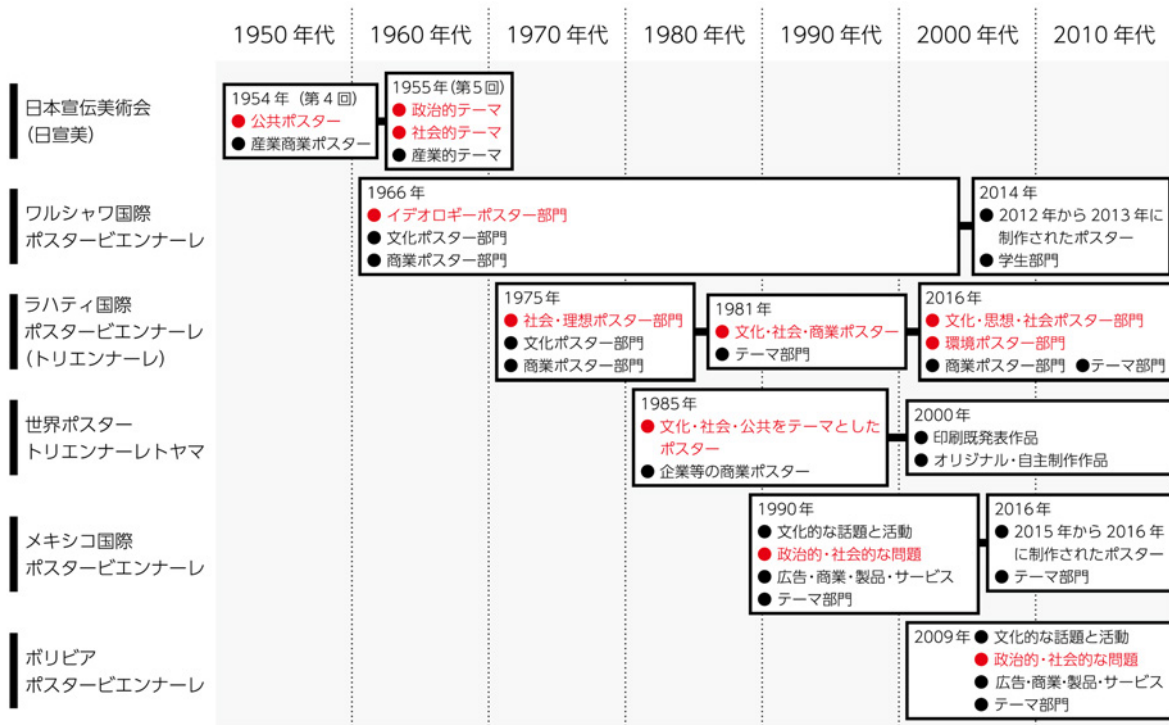 1950年代 1960年代 1970年代 1980年代 1990年代 2000年代 2010年代
日本宣伝美術会
(日宣美)
1954年(第4回)
● 公共ポスター
● 産業商業ポスター
1955年(第5回)
● 政治的テーマ
● 社会的テーマ
● 産業的テーマ
ワルシャワ国際
ポスタービエンナーレ
1966年
● イデオロギーポスター部門
● 文化ポスター部門
● 商業ポスター部門
2014年
● 2012年から2013年に
制作されたポスター
● 学生部門
ラハティ国際
ポスタービエンナーレ
(トリエンナーレ)
1975年
● 社会・理想ポスター部門
● 文化ポスター部門
● 商業ポスター部門
1981年
● 文化・社会・商業ポスター
● テーマ部門
2016年
● 文化・思想・社会ポスター部門
● 環境ポスター部門
● 商業ポスター部門 ●テーマ部門
世界ポスター
トリエンナーレトヤマ
1985年
● 文化・社会・公共をテーマとした
ポスター
● 企業等の商業ポスター
2000年
● 印刷既発表作品
● オリジナル・自主制作作品
メキシコ国際
ポスタービエンナーレ
1990年
● 文化的な話題と活動
● 政治的・社会的な問題
● 広告・商業・製品・サービス
● テーマ部門
2016年
● 2015年から2016年
に制作されたポスター
● テーマ部門
ボリビア
ポスタービエンナーレ
2009年 ● 文化的な話題と活動
● 政治的・社会的な問題
● 広告・商業・製品・サービス
● テーマ部門